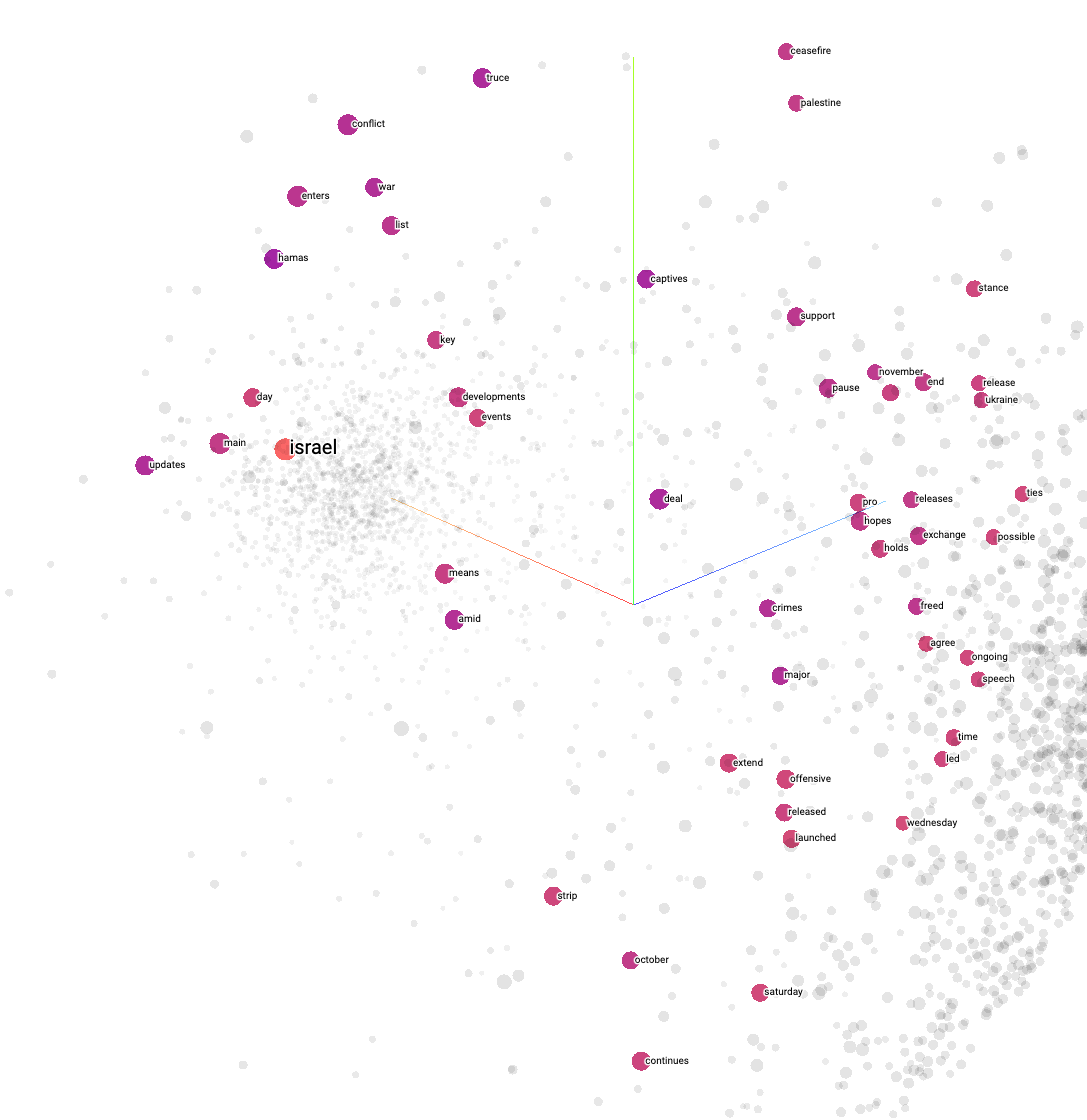 ceasefire
truce
palestine
conflict
war
enters
list
hamas
captives
stance
support
key
november
end
release
pause
day
developments
ukraine
events
main
israel
updates
ties
deal
pro
releases
hopes
exchange
possible
holds
means
freed
crimes
amid
agree
ongoing
major
speech
time
led
extend
offensive
released
wednesday
launched
strip
october
saturday
continues